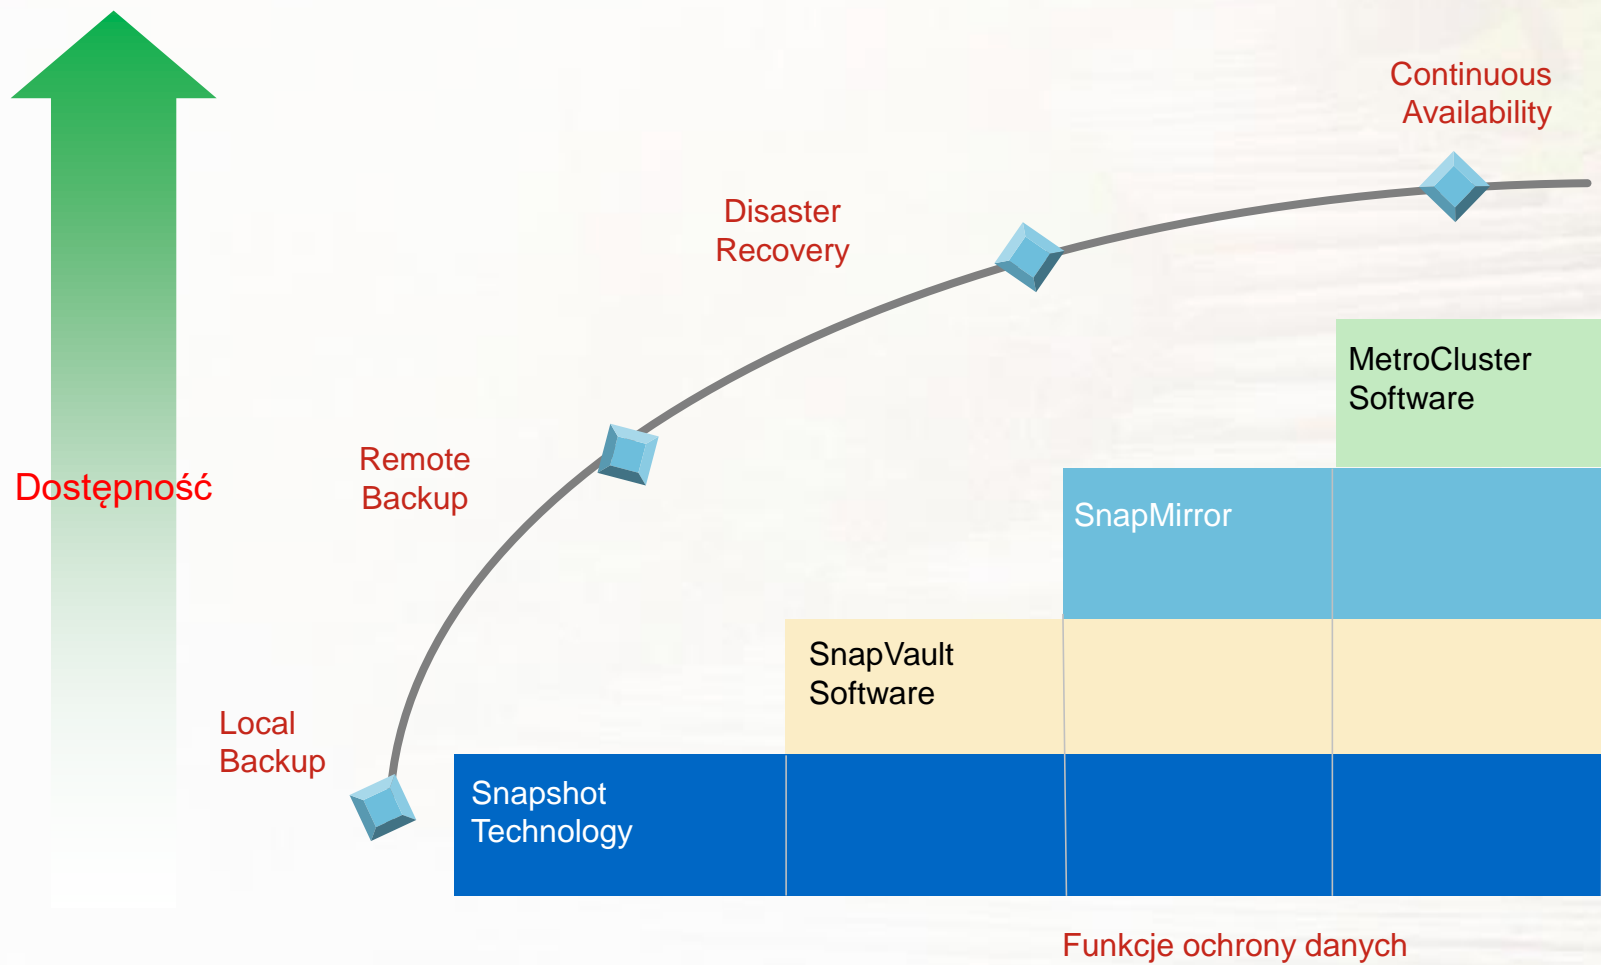 Continuous
Availability
Disaster
Recovery
MetroCluster
Software
Remote
Backup
Dostępność
SnapMirror
SnapVault
Software
Local
Backup
Snapshot
Technology
Funkcje ochrony danych